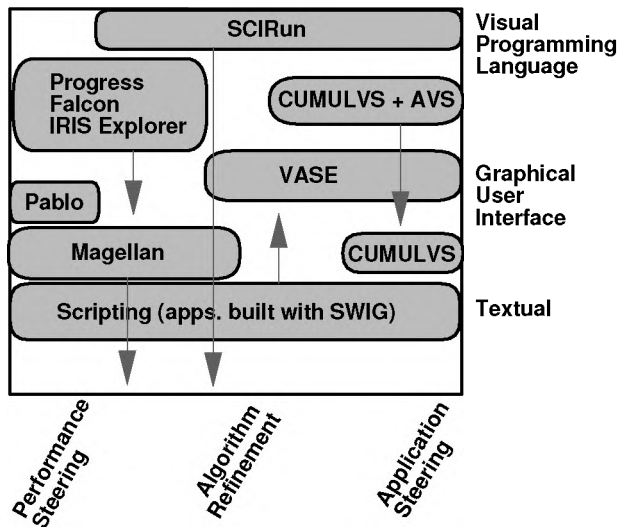 SCIRun
Visual
Programming
Language
Progress
Falcon
IRIS Explorer
CUMULVS + AVS
VASE
Graphical
User
Interface
Pablo
Magellan
CUMULVS
Scripting (apps. built with SWIG)
Textual
Performance
Steering
Algorithm
Refinement
Application
Steering